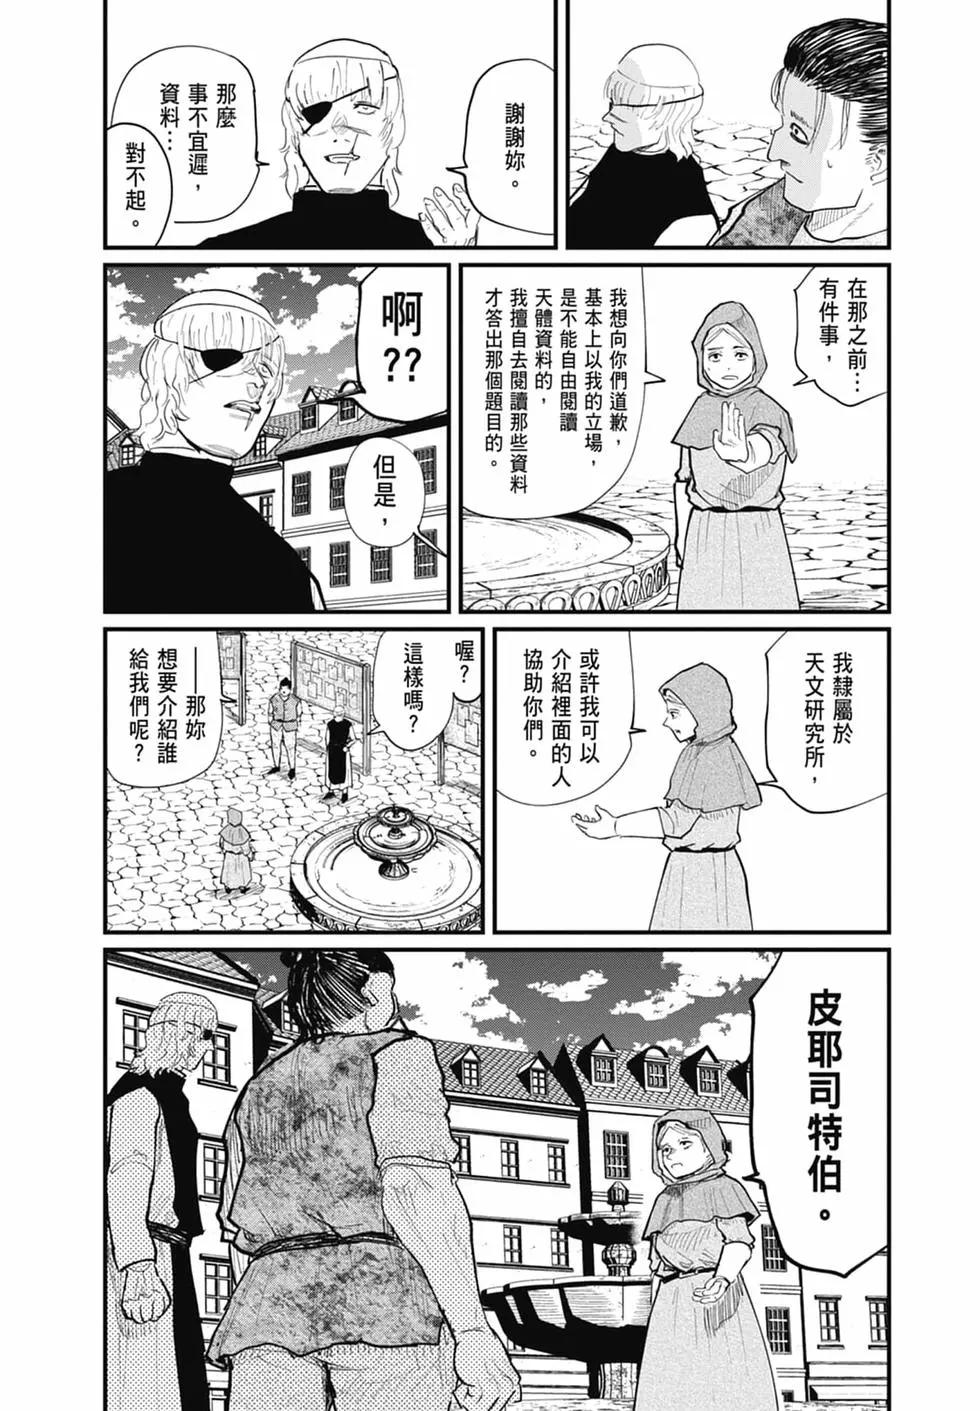 謝謝妳。
那麼
事不宜遲，
資料…
對不起。
在那之前…
有件事，
我想向你們道歉，
基本上以我的立場，
是不能自由閱讀
天體資料的，
我擅自去閱讀那些資料
才答出那個題目的。
啊??
但是，
我隸屬於
天文研究所，
或許我可以
介紹裡面的人
協助你們。
喔？
這樣嗎？
——那妳
想要介紹誰
給我們呢？
皮耶司特伯。